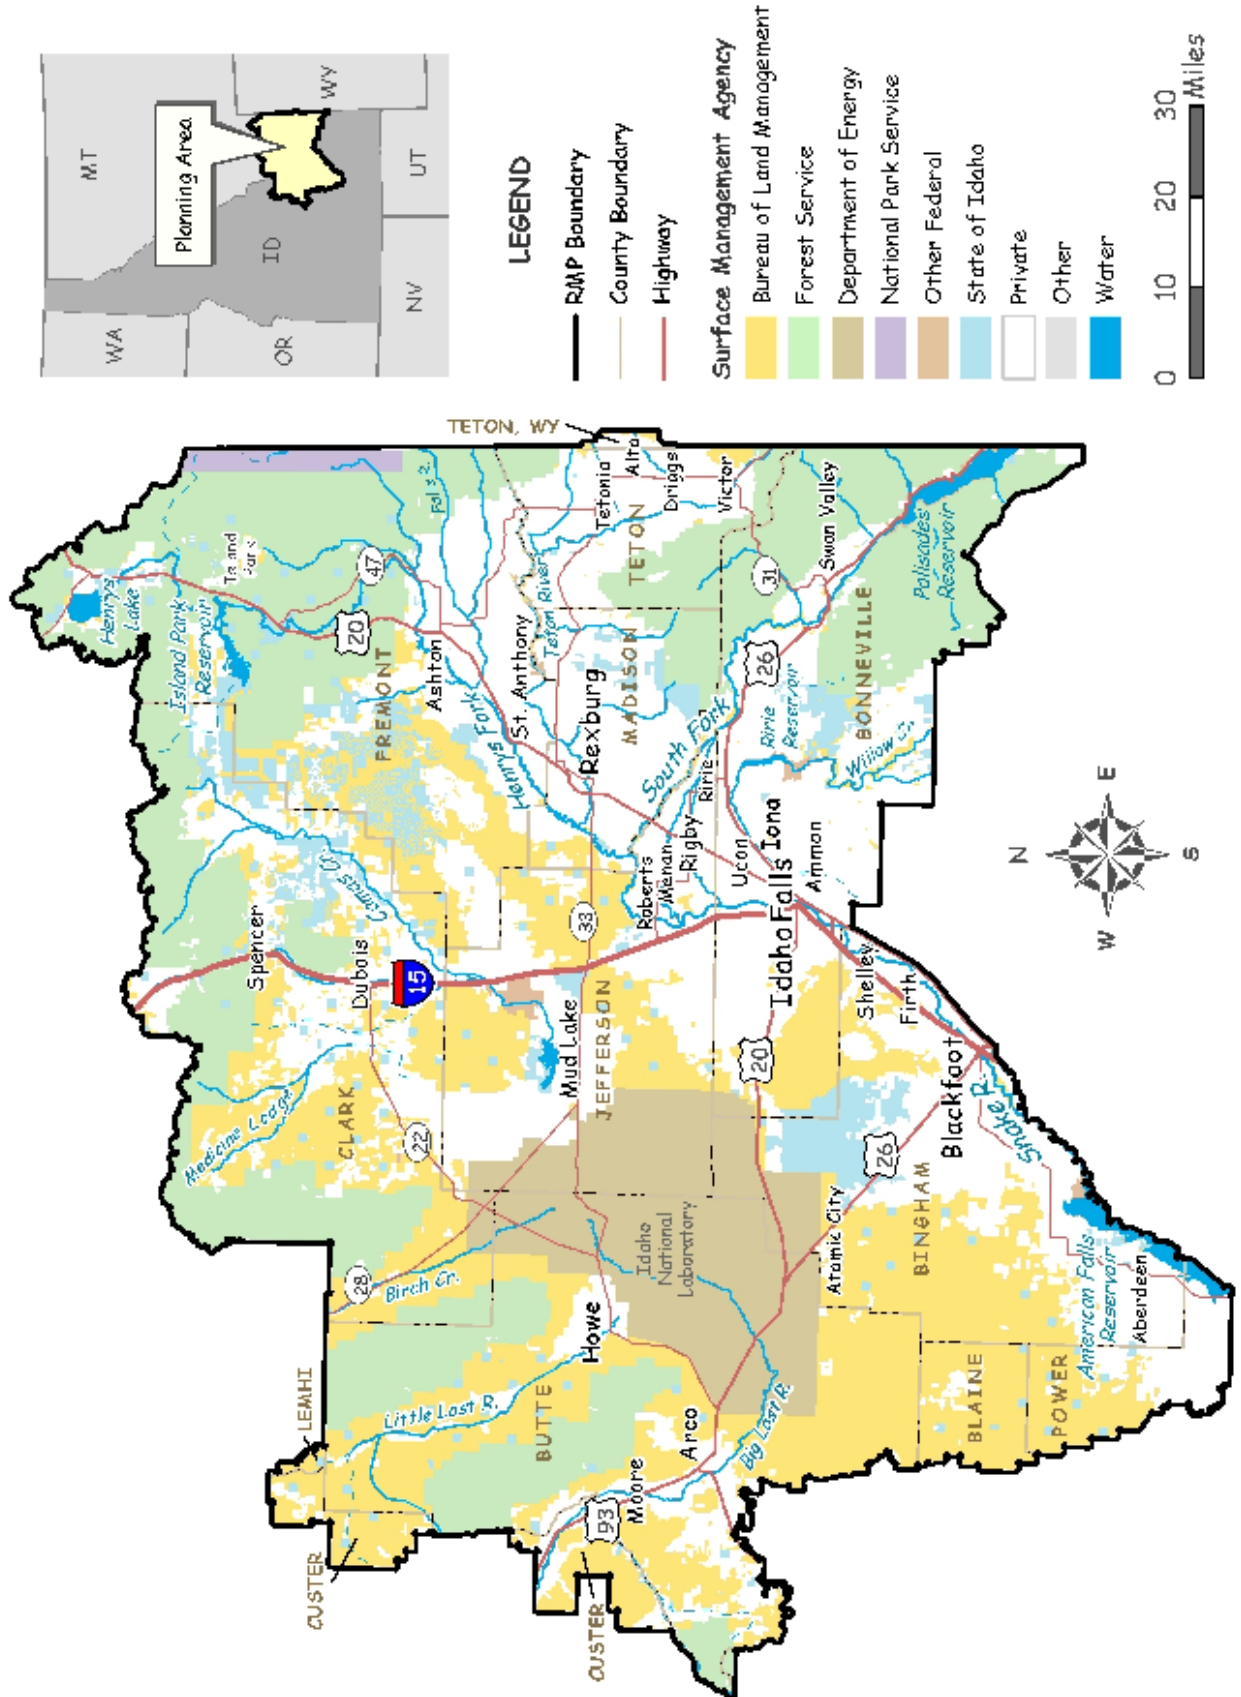 MT
WA
OR
ID
WY
NV
UT
Planning Area
LEGEND
RMP Boundary
County Boundary
Highway
Surface Management Agency
Bureau of Land Management
Forest Service
Department of Energy
National Park Service
Other Federal
State of Idaho
Private
Other
Water
0
10
20
30
Miles
N
W
E
S
TETON, WY
Henrys
Lake
Island Park
Reservoir
47
20
FREMONT
Ashton
Henrys Fork
St. Anthony
Teton River
Rexburg
MADISON
TETON
Tetonia
Alta
Driggs
Victor
31
Swan Valley
Palisades
Reservoir
BONNEVILLE
26
South Fork
Ririe
Ririe
Reservoir
Willow Cr.
Roberts
Menan
Rigby
Ucon
Iona
Idaho Falls
Ammon
Spencer
Dubois
15
Camas Cr.
33
Mud Lake
JEFFERSON
Medicine Lodge
CLARK
22
28
Birch Cr.
20
Shelley
Firth
Blackfoot
Snake R.
26
BINGHAM
Atomic City
Idaho
National
Laboratory
Howe
LEMHI
Little Lost R.
BUTTE
Arco
Big Lost R.
Moore
93
CUSTER
CUSTER
BLAINE
POWER
American Falls
Reservoir
Aberdeen